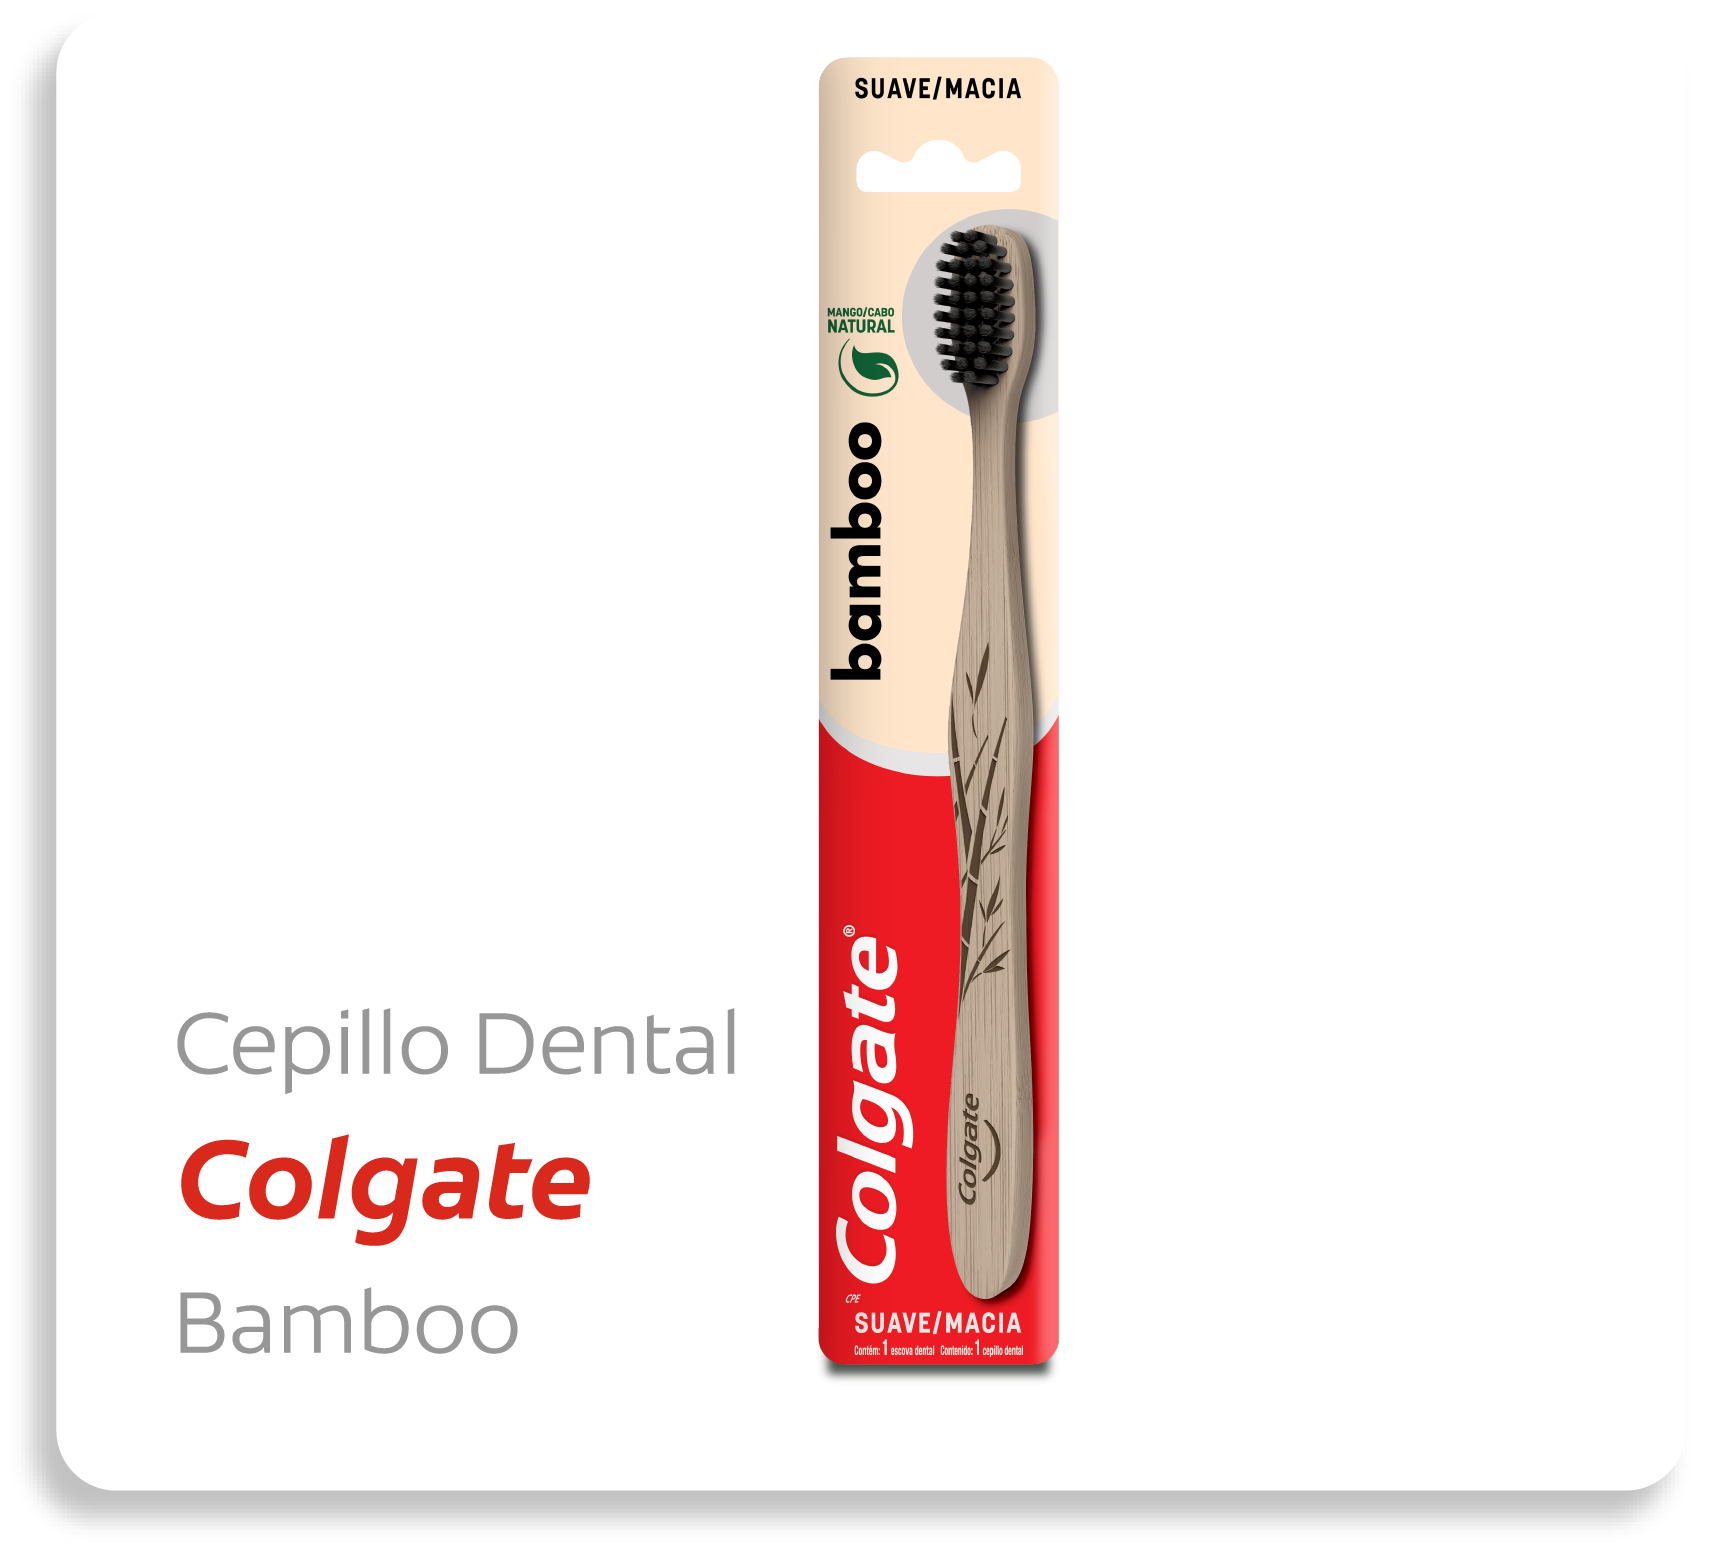 Cepillo Dental
Colgate
Bamboo
SUAVE/MACIA
MANGO/CABO
NATURAL
bamboo
Colgate®
Colgate
CPE
SUAVE/MACIA
Contém: 1 escova dental Contenido: 1 cepillo dental